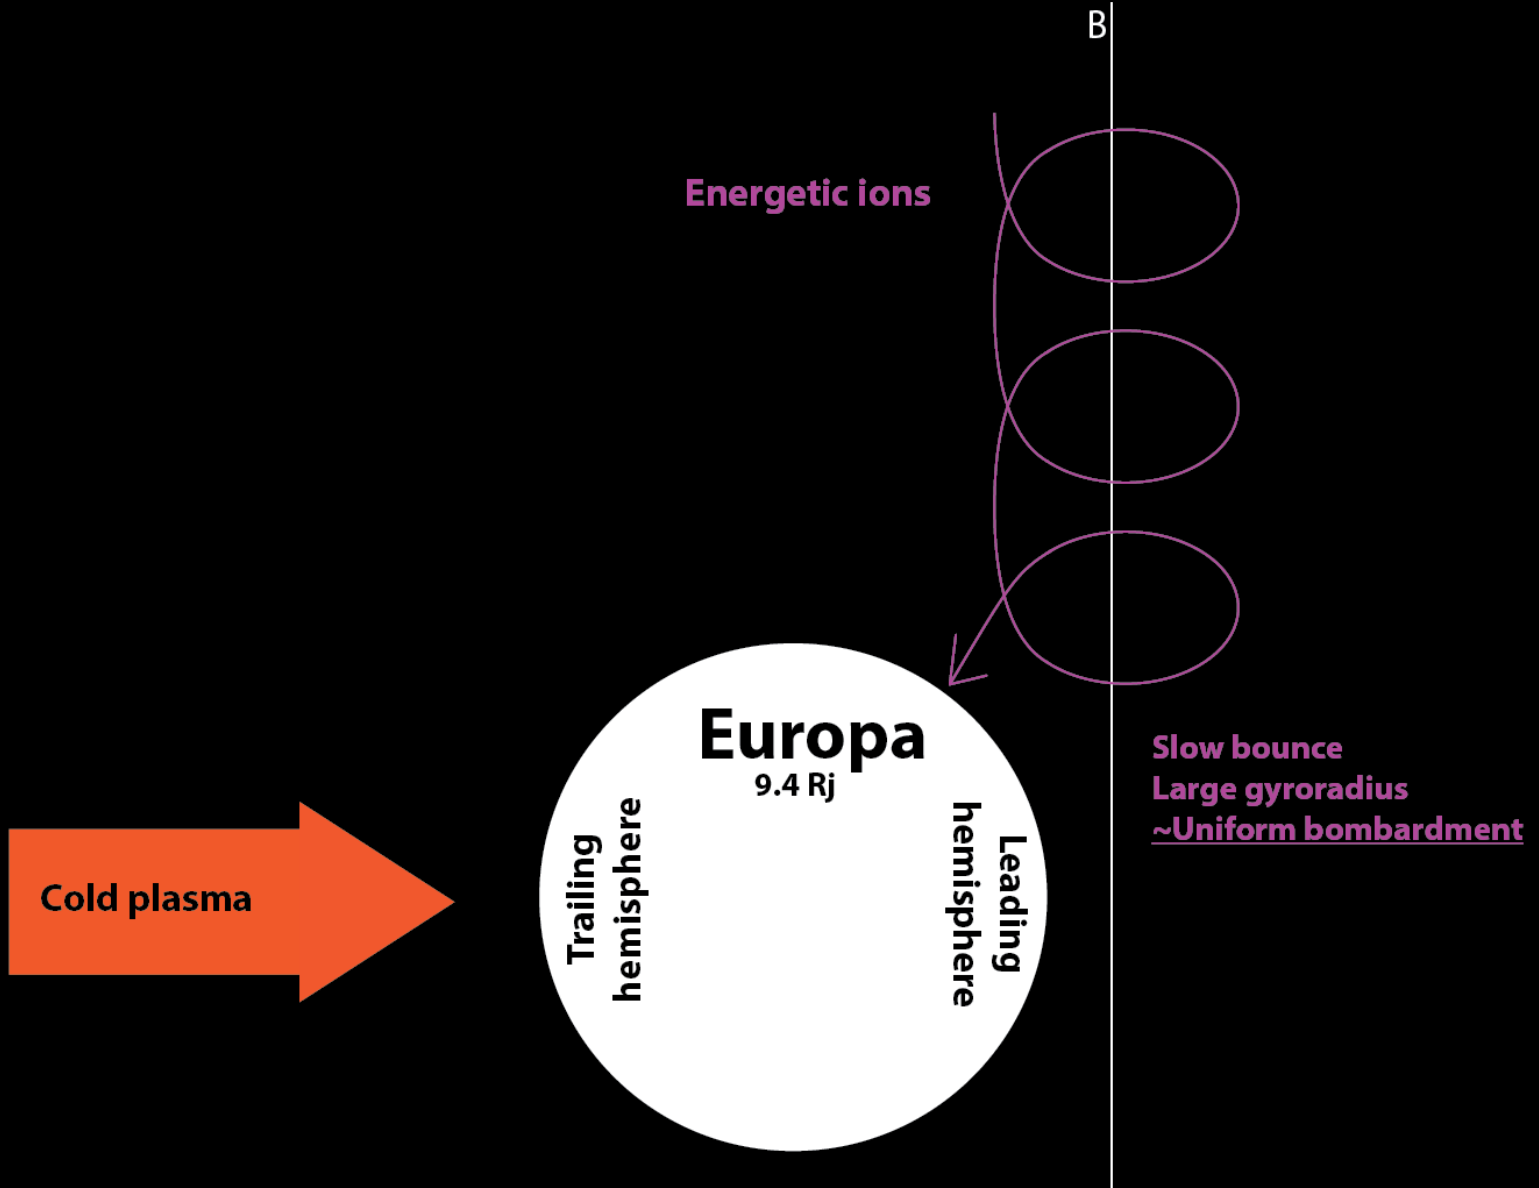 B
Energetic ions
Europa
9.4 Rj
Trailing
hemisphere
Leading
hemisphere
Cold plasma
Slow bounce
Large gyroradius
~Uniform bombardment